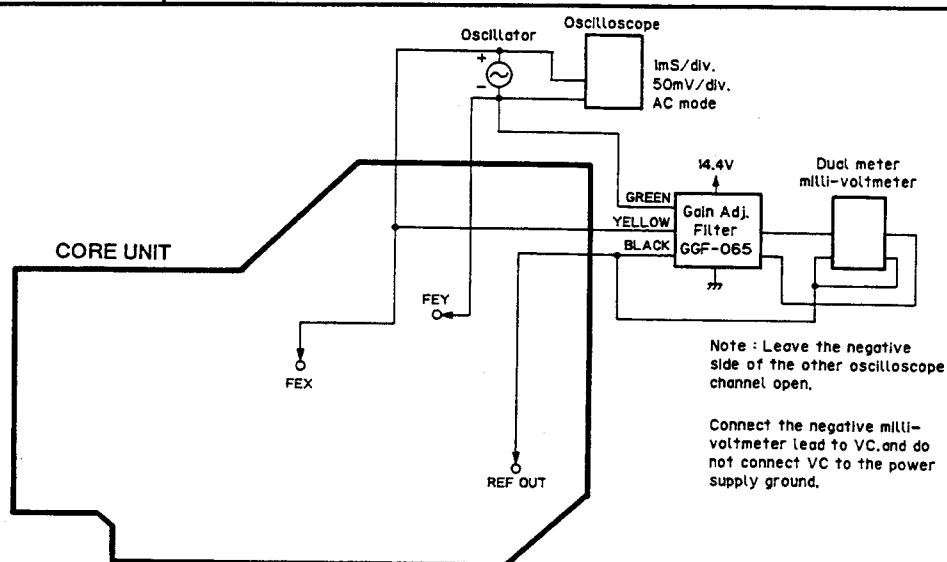 Oscilloscope
Oscillator
+
-
1mS/div.
50mV/div.
AC mode
14.4V
Dual meter
milli-voltmeter
GREEN
YELLOW
BLACK
Gain Adj.
Filter
GGF-065
CORE UNIT
FEY
FEX
REF OUT
Note : Leave the negative
side of the other oscilloscope
channel open.
Connect the negative milli-
voltmeter lead to VC.and do
not connect VC to the power
supply ground.